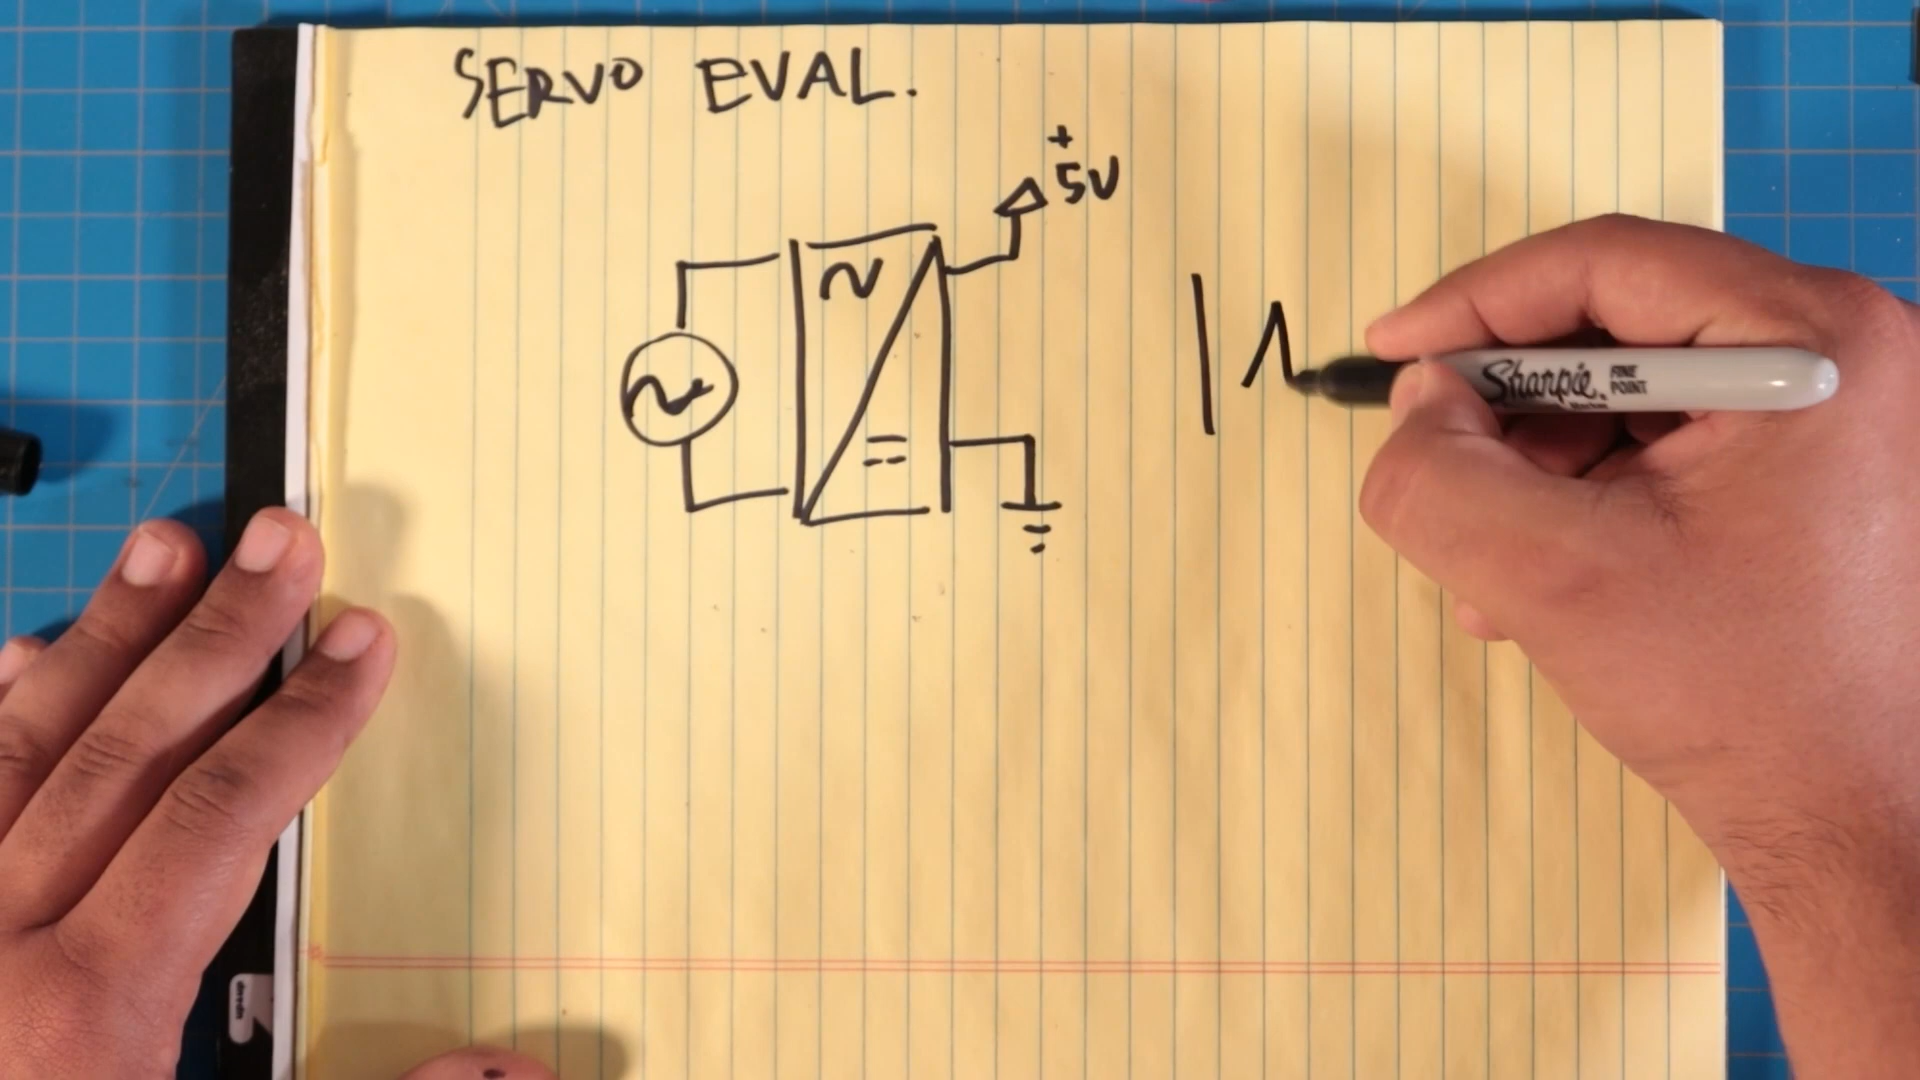 SERVO EVAL.
+
5V
Sharpie. FINE
POINT